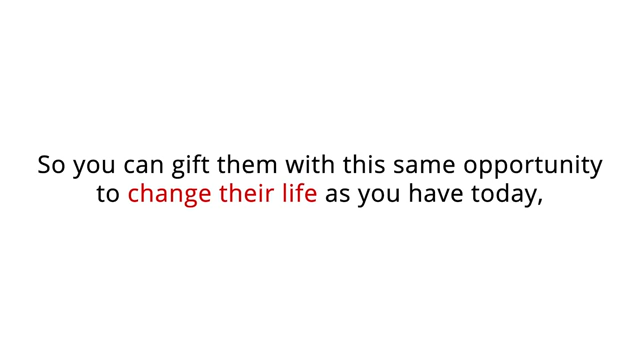 So you can gift them with this same opportunity
to change their life as you have today,